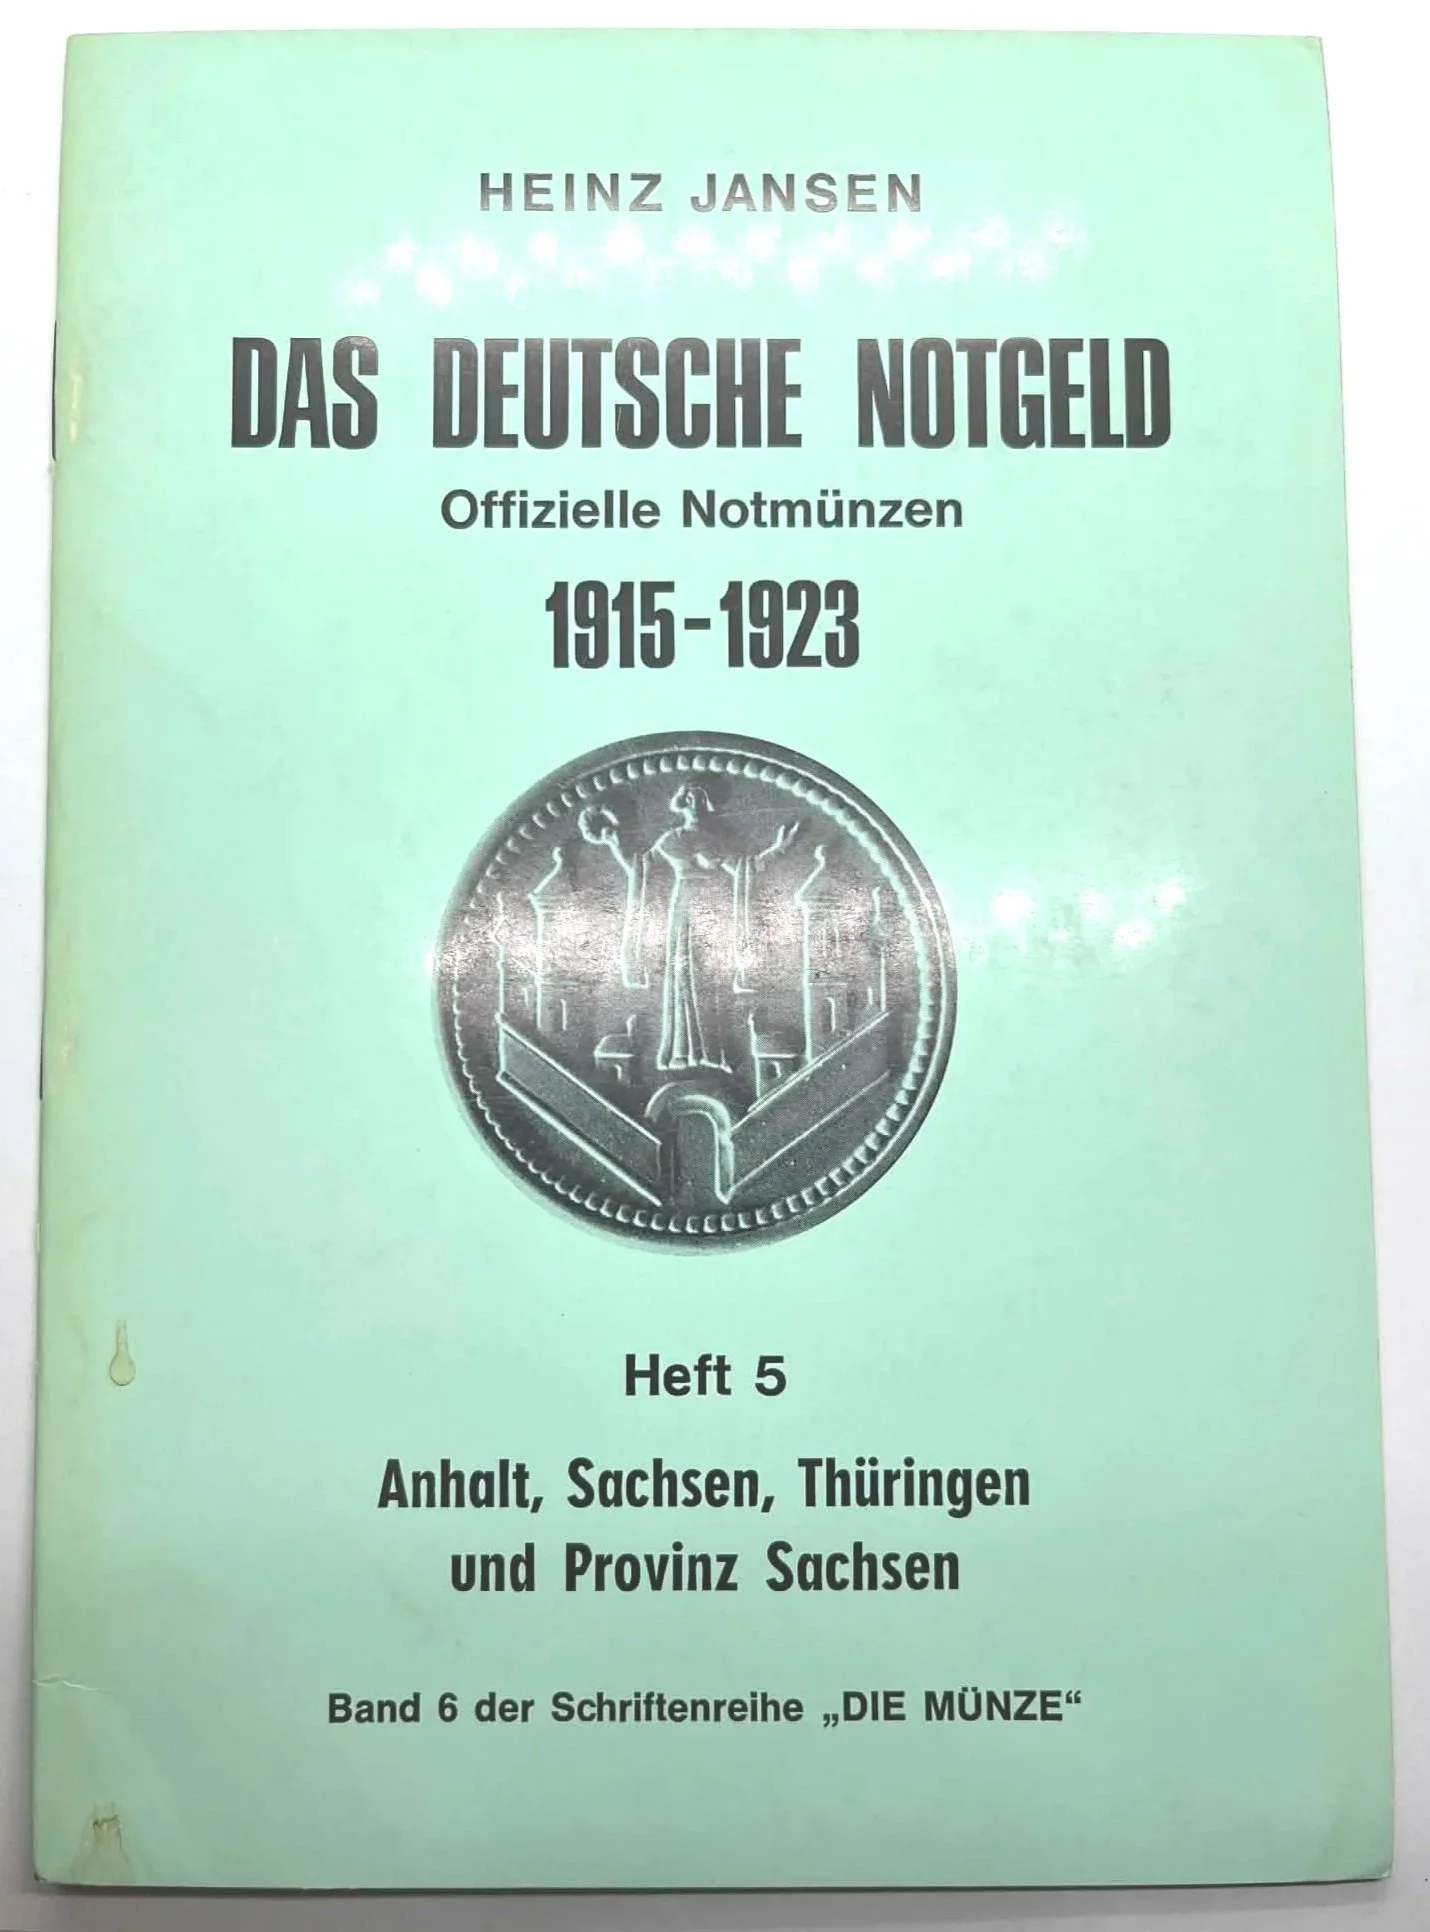 HEINZ JANSEN
DAS DEUTSCHE NOTGELD
Offizielle Notmünzen
1915-1923
Heft 5
Anhalt, Sachsen, Thüringen
und Provinz Sachsen
Band 6 der Schriftenreihe „DIE MÜNZE“